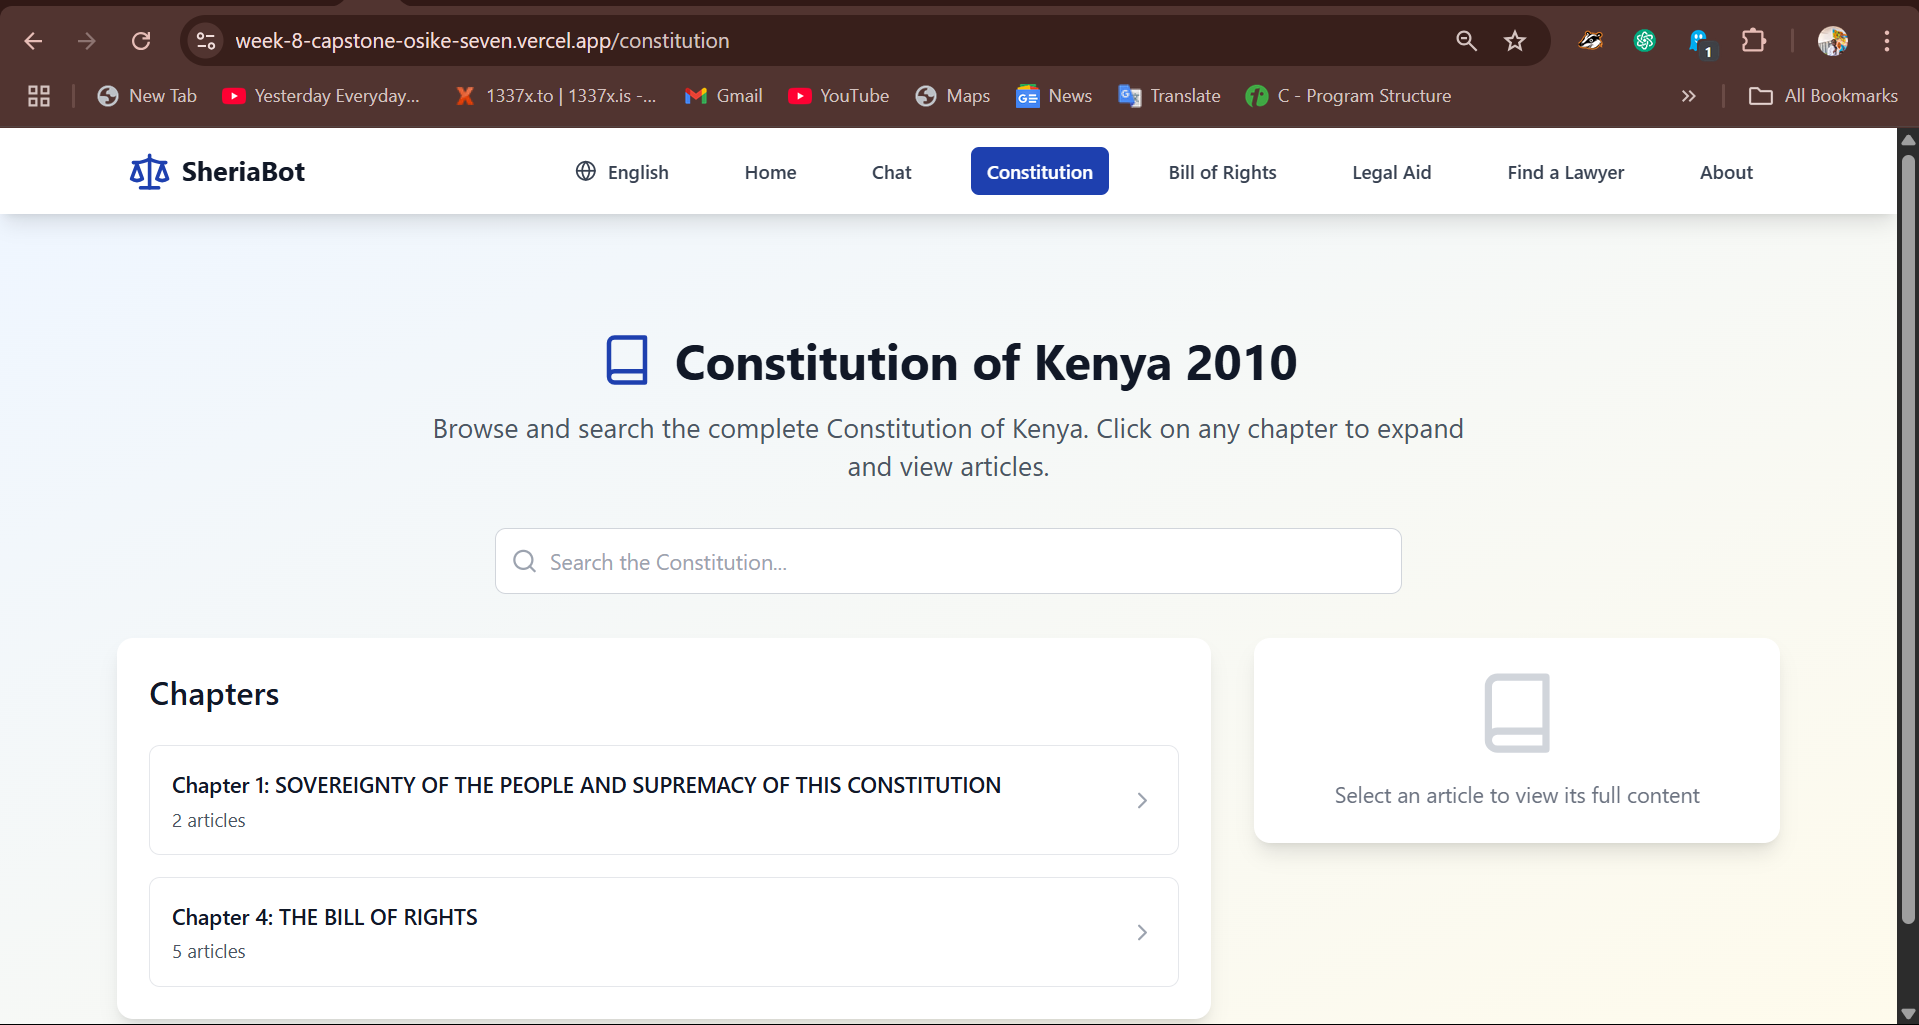 week-8-capstone-osike-seven.vercel.app/constitution
1
New Tab
Yesterday Everyday...
1337x.to | 1337x.is -...
Gmail
YouTube
Maps
News
Translate
C - Program Structure
All Bookmarks
SheriaBot
English
Home
Chat
Constitution
Bill of Rights
Legal Aid
Find a Lawyer
About
Constitution of Kenya 2010
Browse and search the complete Constitution of Kenya. Click on any chapter to expand
and view articles.
Search the Constitution...
Chapters
Chapter 1: SOVEREIGNTY OF THE PEOPLE AND SUPREMACY OF THIS CONSTITUTION
2 articles
Chapter 4: THE BILL OF RIGHTS
5 articles
Select an article to view its full content